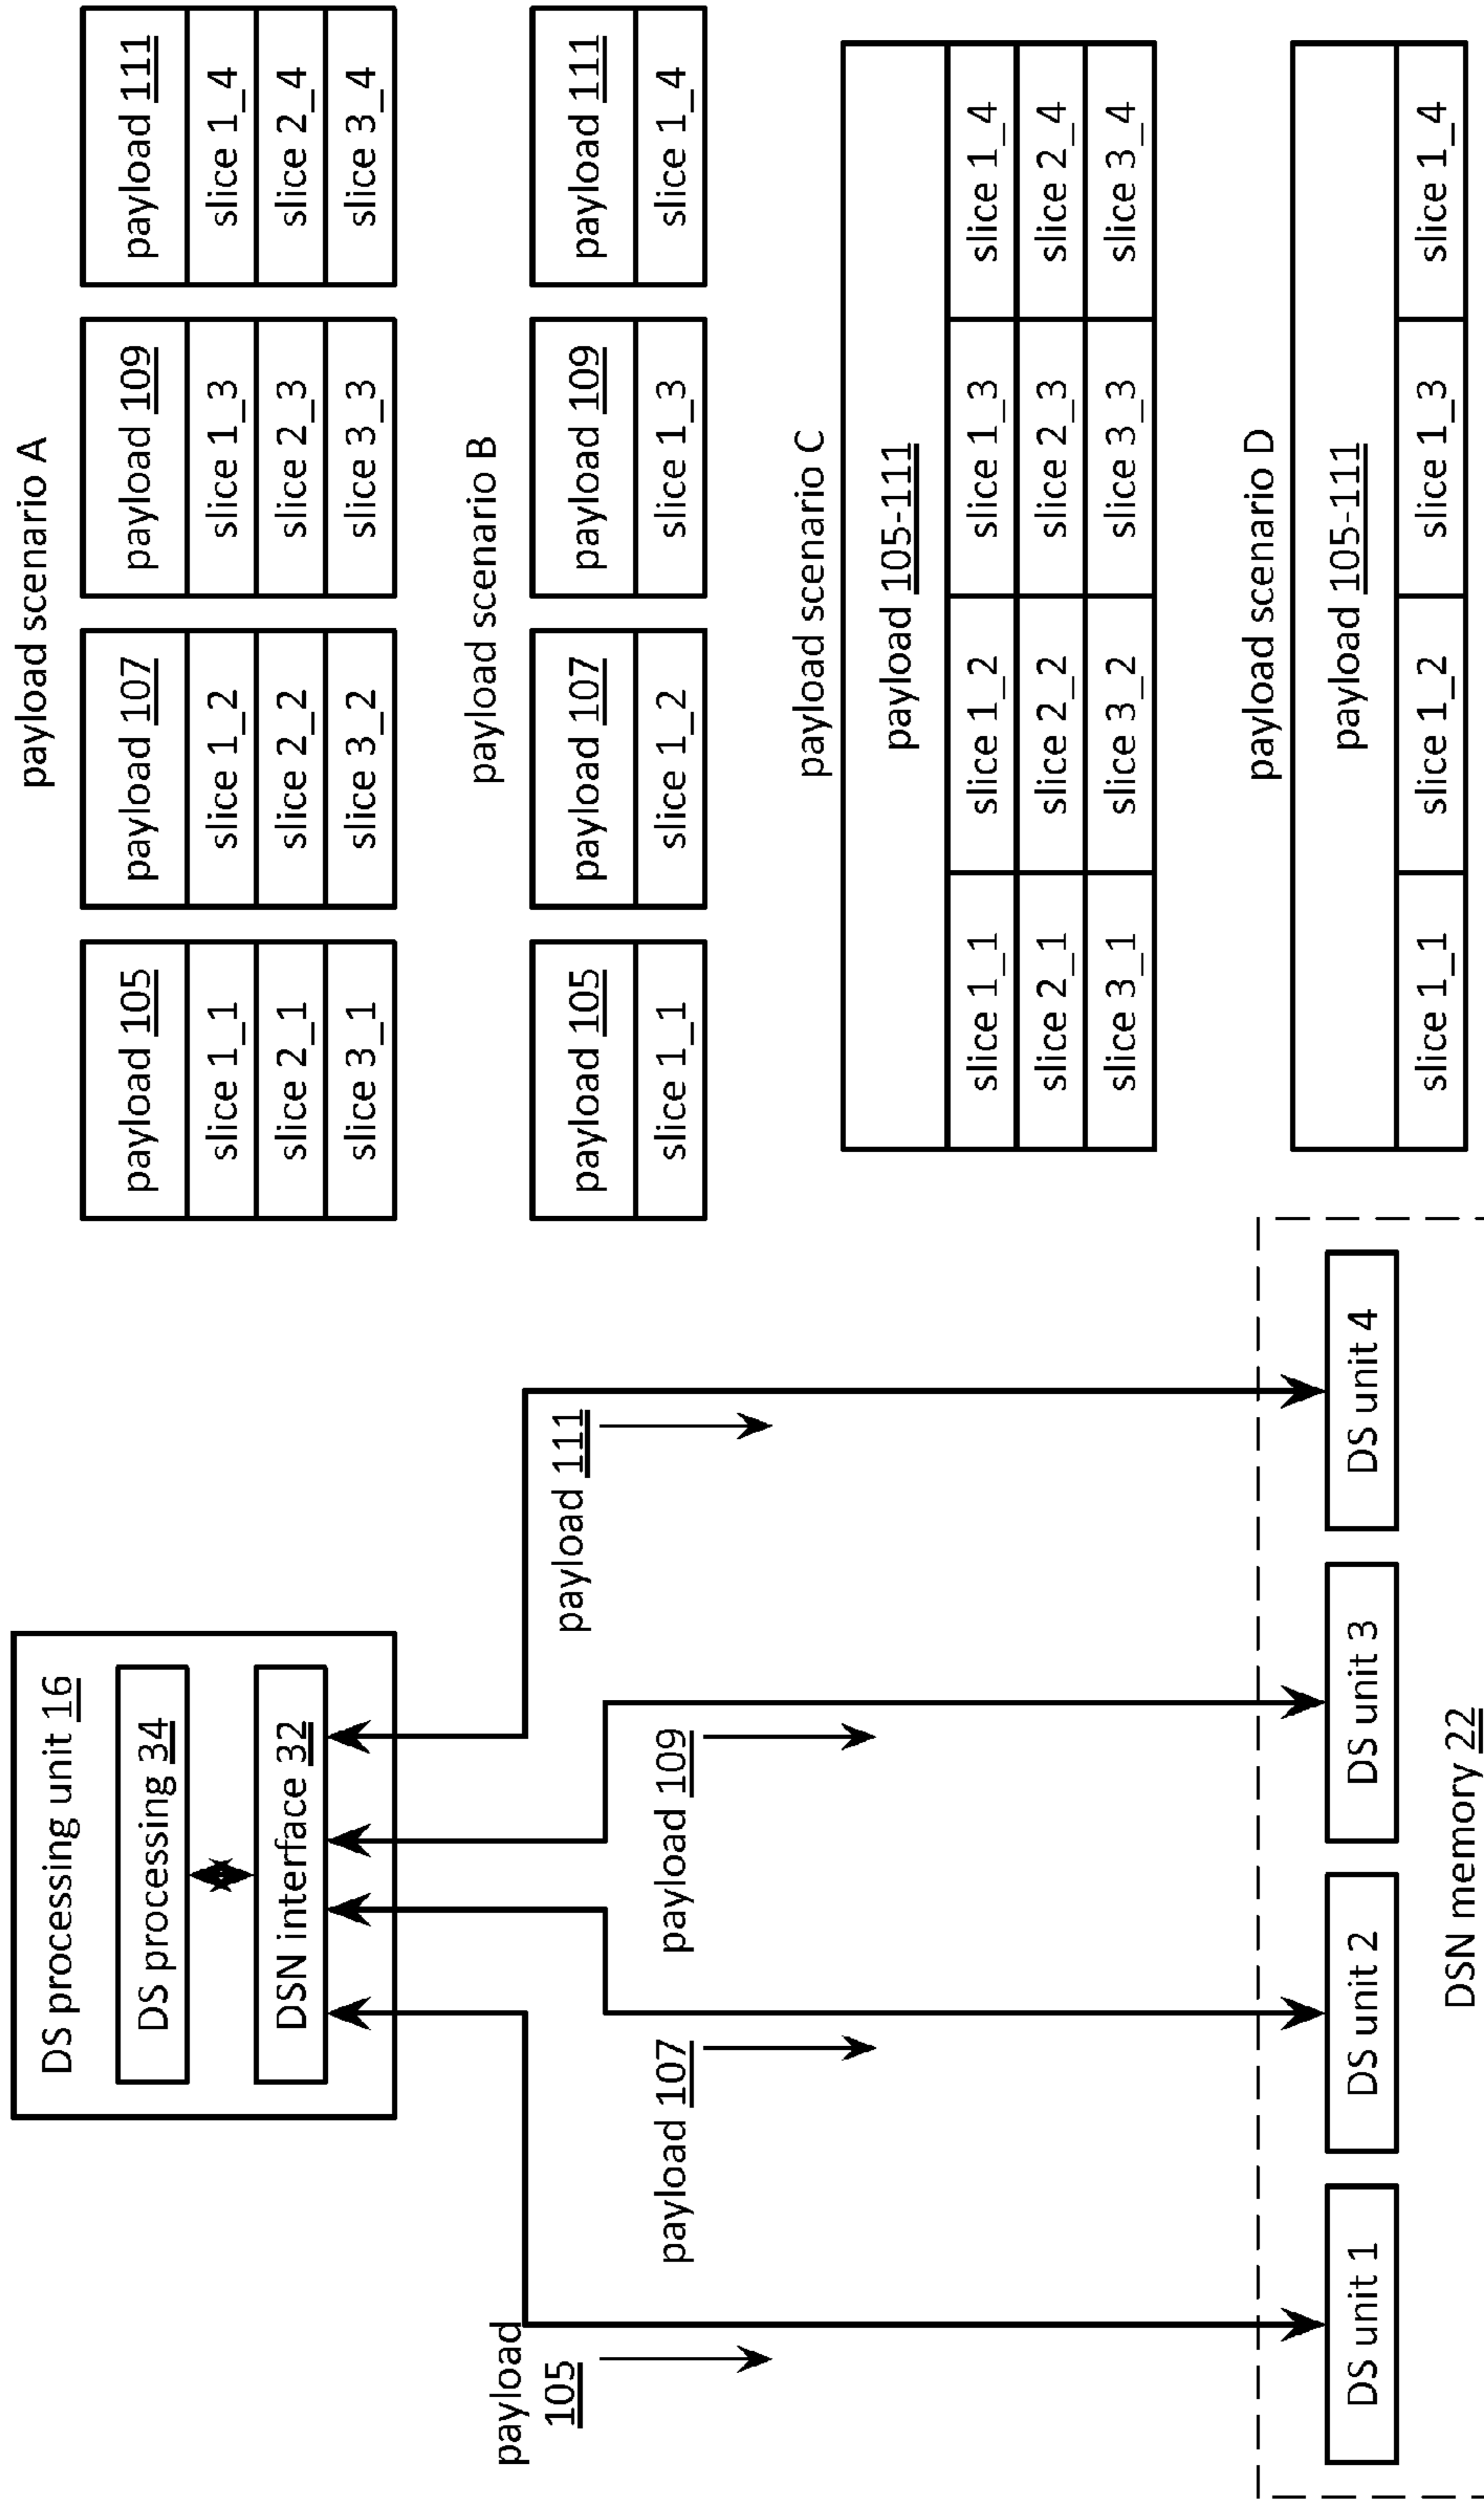 DS processing unit 16
DS processing 34
DSN interface 32
payload
105
payload 107
payload 109
payload 111
DS unit 1
DS unit 2
DS unit 3
DS unit 4
DSN memory 22
payload scenario A
payload 105
payload 107
payload 109
payload 111
slice 1_1
slice 1_2
slice 1_3
slice 1_4
slice 2_1
slice 2_2
slice 2_3
slice 2_4
slice 3_1
slice 3_2
slice 3_3
slice 3_4
payload scenario B
payload 105
payload 107
payload 109
payload 111
slice 1_1
slice 1_2
slice 1_3
slice 1_4
payload scenario C
payload 105-111
slice 1_1
slice 1_2
slice 1_3
slice 1_4
slice 2_1
slice 2_2
slice 2_3
slice 2_4
slice 3_1
slice 3_2
slice 3_3
slice 3_4
payload scenario D
payload 105-111
slice 1_1
slice 1_2
slice 1_3
slice 1_4